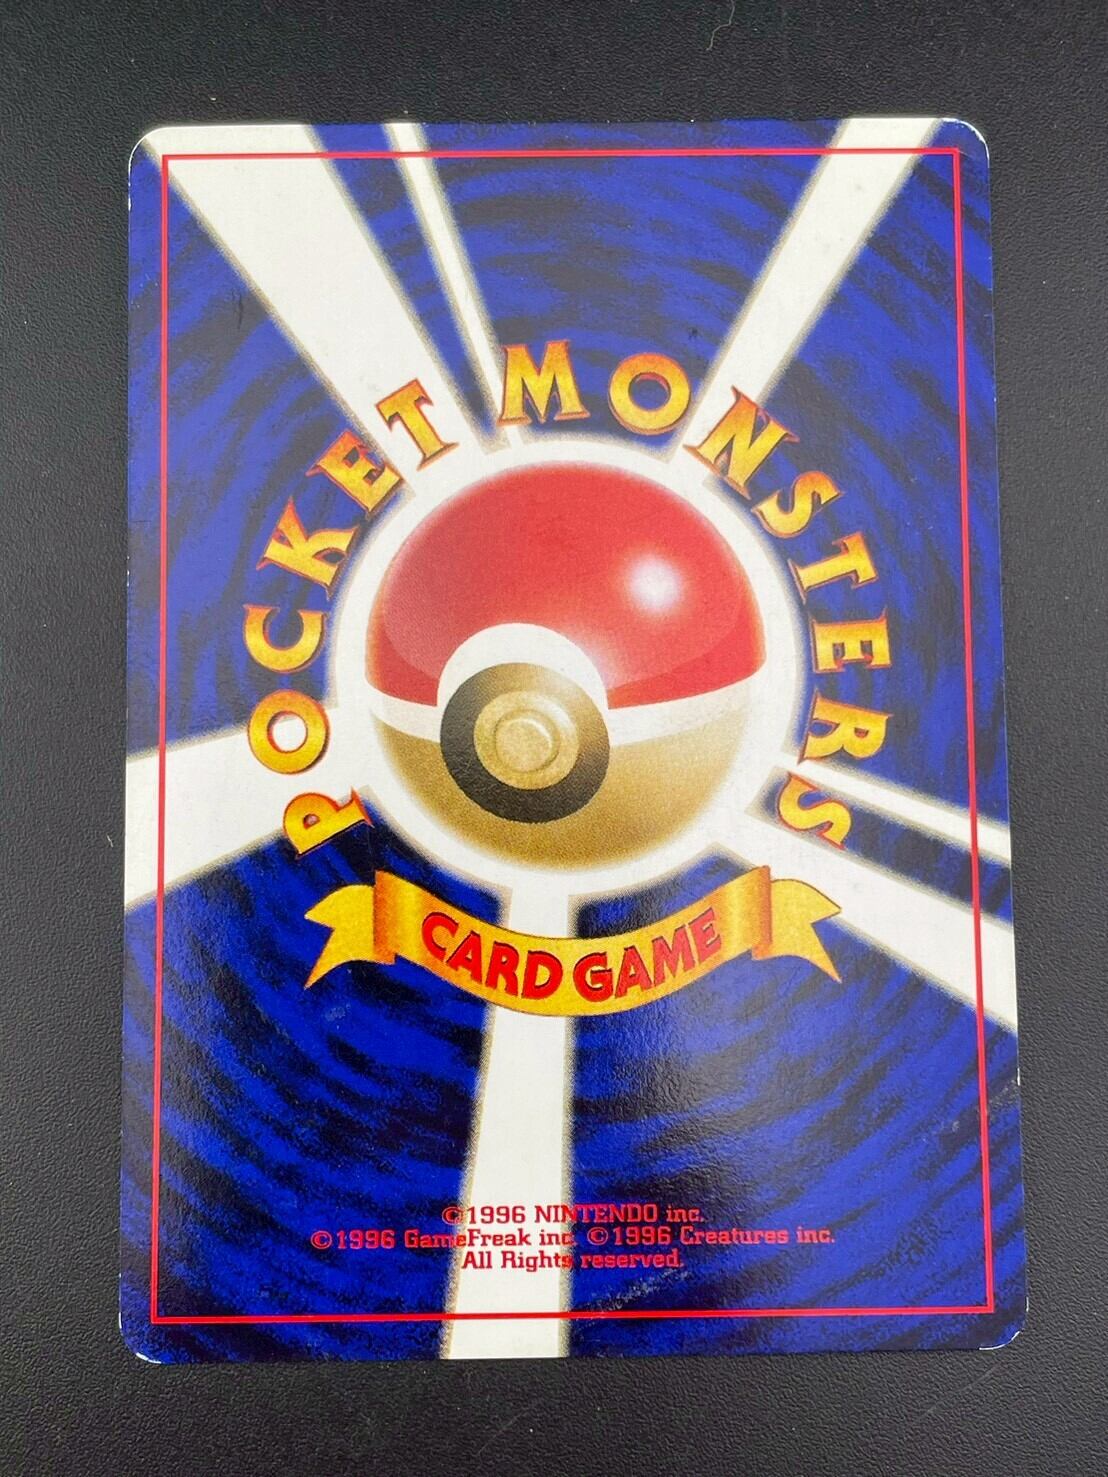 POCKET MONSTERS
CARD GAME
©1996 NINTENDO inc.
©1996 GameFreak inc. ©1996 Creatures inc.
All Rights reserved.